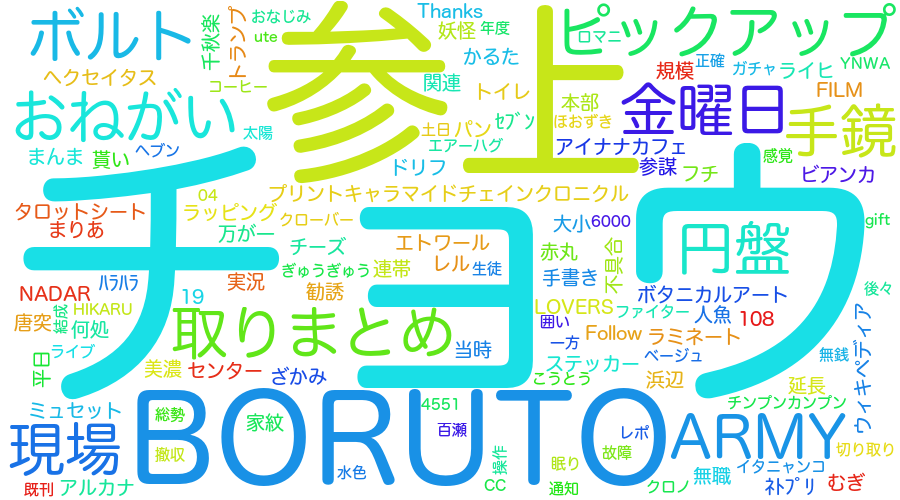 ボルト
参上
ピックアップ
Thanks
おなじみ
年度
妖怪
ute
トランプ
千秋楽
かるた
ロマニ
正確
YNWA
ヘクセイタス
コーヒー
関連
トイレ
規模
ガチャ
ライヒ
FILM
おねがい
太陽
本部
金曜日
手鏡
土日
パン
ｾﾌﾞﾝ
ほおずき
まんま
貰い
ヘブン
エアーハグ
アイナナカフェ
感覚
ドリフ
参謀
フチ
ビアンカ
チョウ
04
プリントキャラマイドチェインクロニクル
タロットシート
まりあ
ラッピング
クローバー
万がー
大小
6000
gift
円盤
チーズ
エトワール
レル
生徒
赤丸
不具合
ﾊﾗﾊﾗ
実況
ぎゅうぎゅう
連帯
手書き
NADAR
19
勧誘
ボタニカルアート
後々
唐突
結成
HIKARU
何処
取りまとめ
LOVERS
ファイター
人魚
108
囲い
Follow
ラミネート
ライブ
平日
当時
一方
ベージュ
無銭
ウィキペディア
美濃
センター
ざかみ
ステッカー
こうとう
浜辺
延長
ミュセット
総勢
家紋
4551
チンプンカンプン
BORUTO
ARMY
現場
百瀬
レポ
撤収
故障
切り取り
水色
操作
眠り
イタニャンコ
無職
既刊
アルカナ
CC
通知
クロノ
ﾈﾄﾌﾟﾘ
むぎ